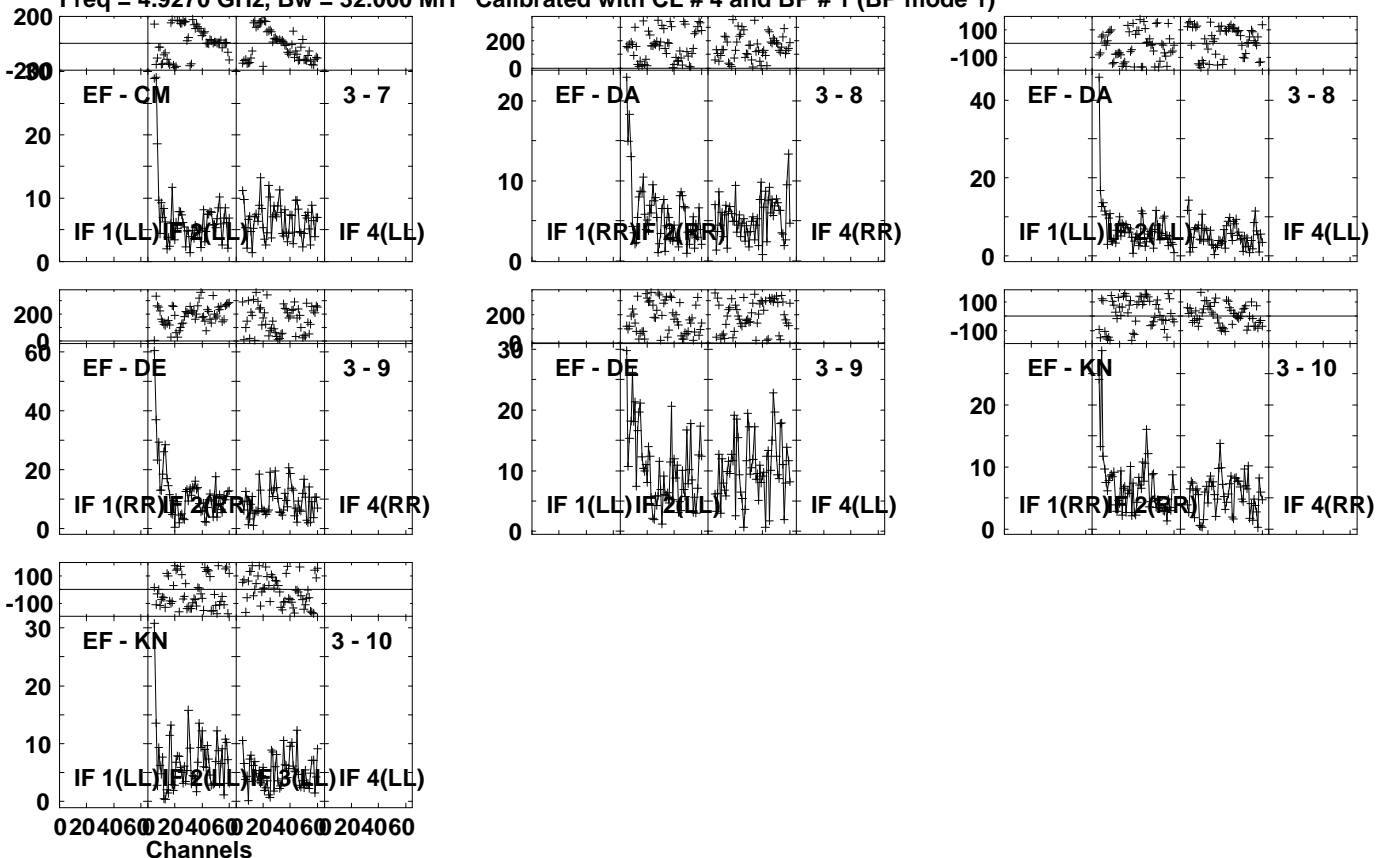 Freq = 4.9270 GHz, Bw = 32.000 MH Calibrated with CL # 4 and BP # 1 (BP mode 1)
200
-200
30
20
10
0
EF - CM 3 - 7
IF 1(LL) IF 2(LL) IF 4(LL)
200
0
20
10
0
EF - DA 3 - 8
IF 1(RR) IF 2(RR) IF 4(RR)
100
-100
40
20
0
EF - DA 3 - 8
IF 1(LL) IF 2(LL) IF 4(LL)
200
0
60
40
20
0
EF - DE 3 - 9
IF 1(RR) IF 2(RR) IF 4(RR)
200
0
30
20
10
0
EF - DE 3 - 9
IF 1(LL) IF 2(LL) IF 4(LL)
100
-100
20
10
0
EF - KN 3 - 10
IF 1(RR) IF 2(RR) IF 4(RR)
100
-100
30
20
10
0
EF - KN 3 - 10
IF 1(LL) IF 2(LL) IF 3(LL) IF 4(LL)
0 20 40 60 0 20 40 60 0 20 40 60 0 20 40 60
Channels